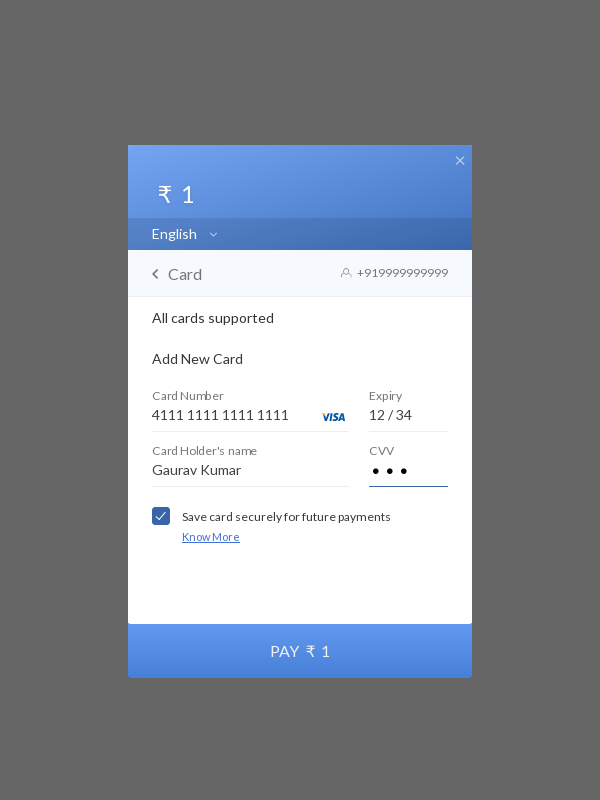 ₹ 1
English
Card
+919999999999
All cards supported
Add New Card
Card Number
Expiry
4111 1111 1111 1111
VISA
12 / 34
Card Holder's name
CVV
Gaurav Kumar
•••
Save card securely for future payments
Know More
PAY ₹ 1